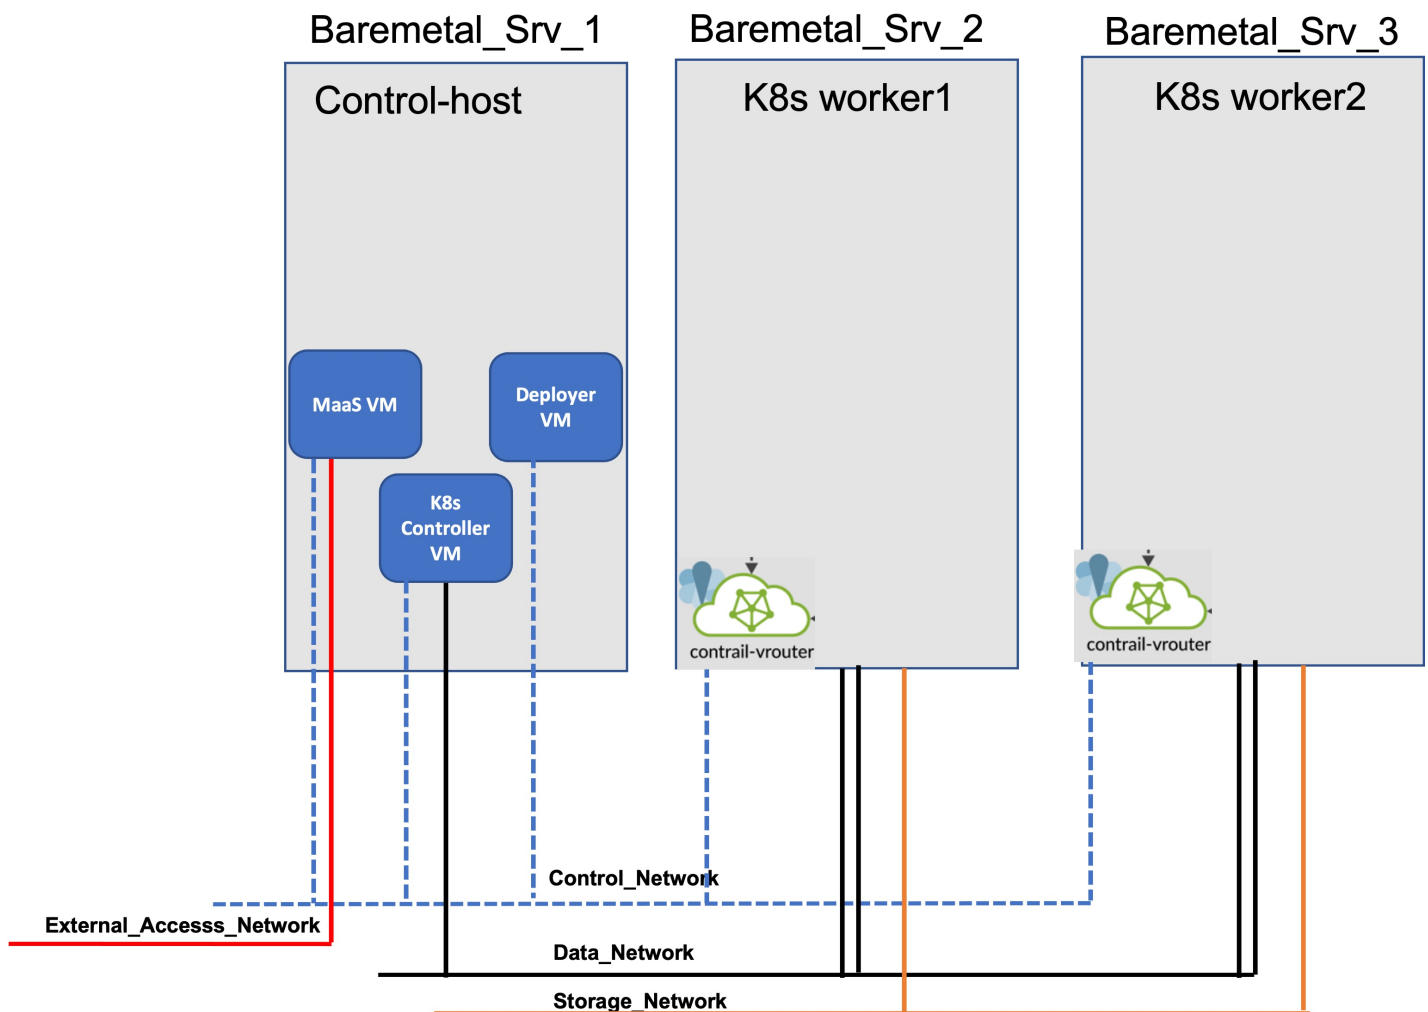 Baremetal_Srv_1
Baremetal_Srv_2
Baremetal_Srv_3
Control-host
K8s worker1
K8s worker2
MaaS VM
Deployer
VM
K8s
Controller
VM
contrail-vrouter
contrail-vrouter
Control_Network
External_Accesss_Network
Data_Network
Storage_Network